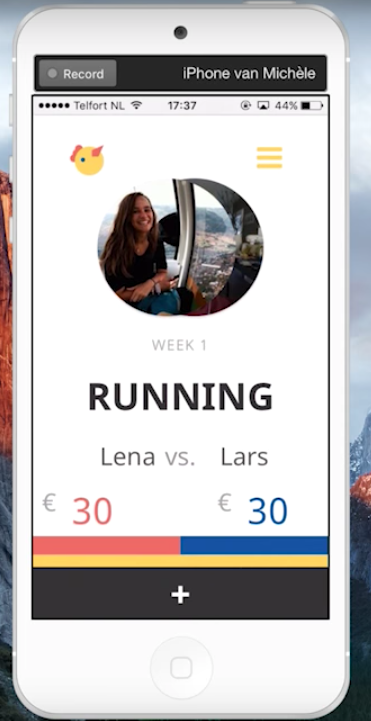 Record
iPhone van Michèle
Telfort NL
17:37
44%
WEEK 1
RUNNING
Lena vs. Lars
€ 30
€ 30
+